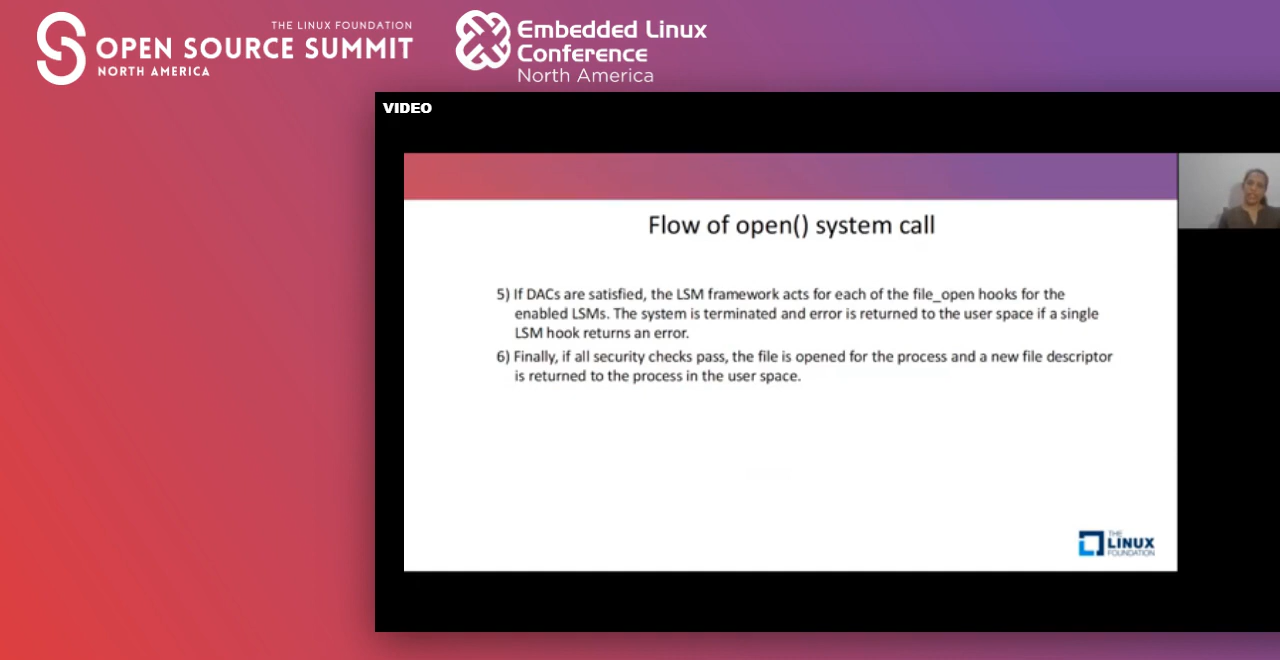 THE LINUX FOUNDATION
OPEN SOURCE SUMMIT
NORTH AMERICA
Embedded Linux
Conference
North America
VIDEO
Flow of open() system call
5) If DACs are satisfied, the LSM framework acts for each of the file_open hooks for the
enabled LSMs. The system is terminated and error is returned to the user space if a single
LSM hook returns an error.
6) Finally, if all security checks pass, the file is opened for the process and a new file descriptor
is returned to the process in the user space.
THE
LINUX
FOUNDATION